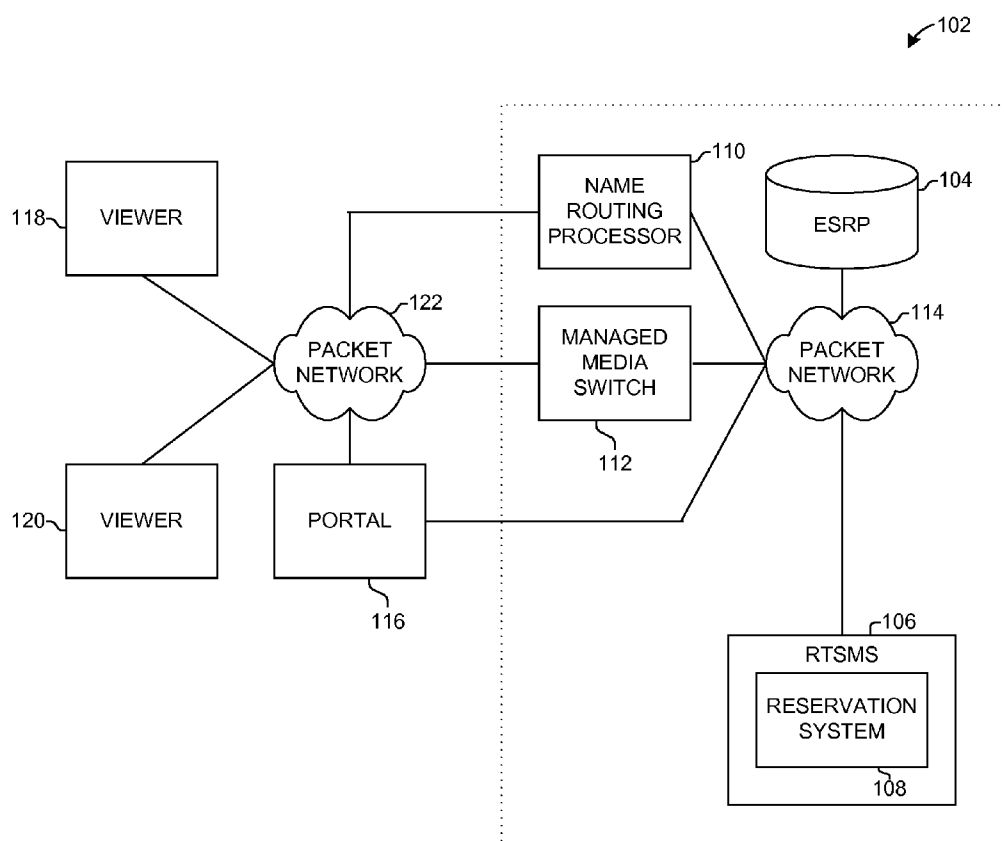 102
110
NAME
ROUTING
PROCESSOR
104
ESRP
118
VIEWER
122
PACKET
NETWORK
MANAGED
MEDIA
SWITCH
112
114
PACKET
NETWORK
120
VIEWER
PORTAL
116
106
RTSMS
RESERVATION
SYSTEM
108